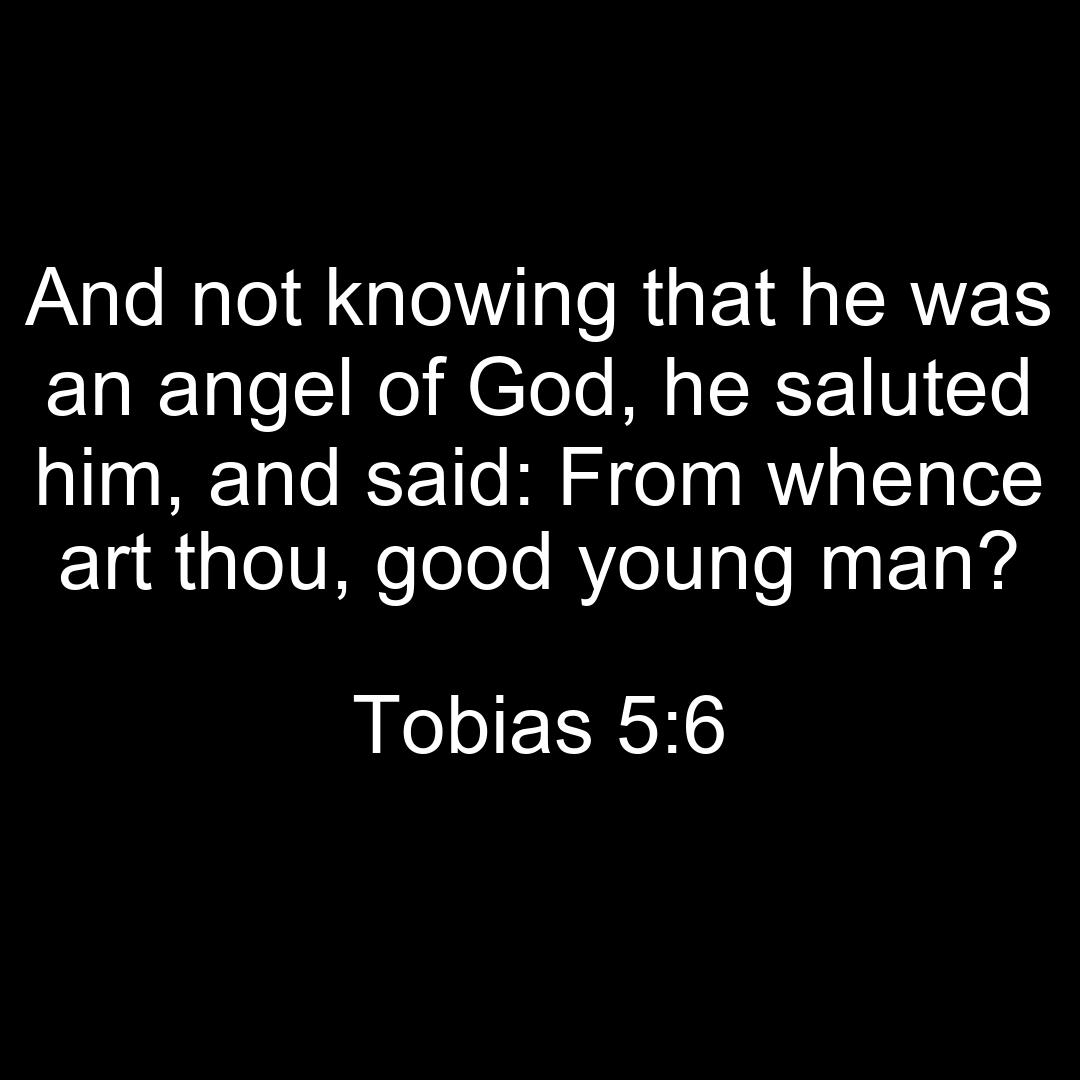 And not knowing that he was
an angel of God, he saluted
him, and said: From whence
art thou, good young man?
Tobias 5:6